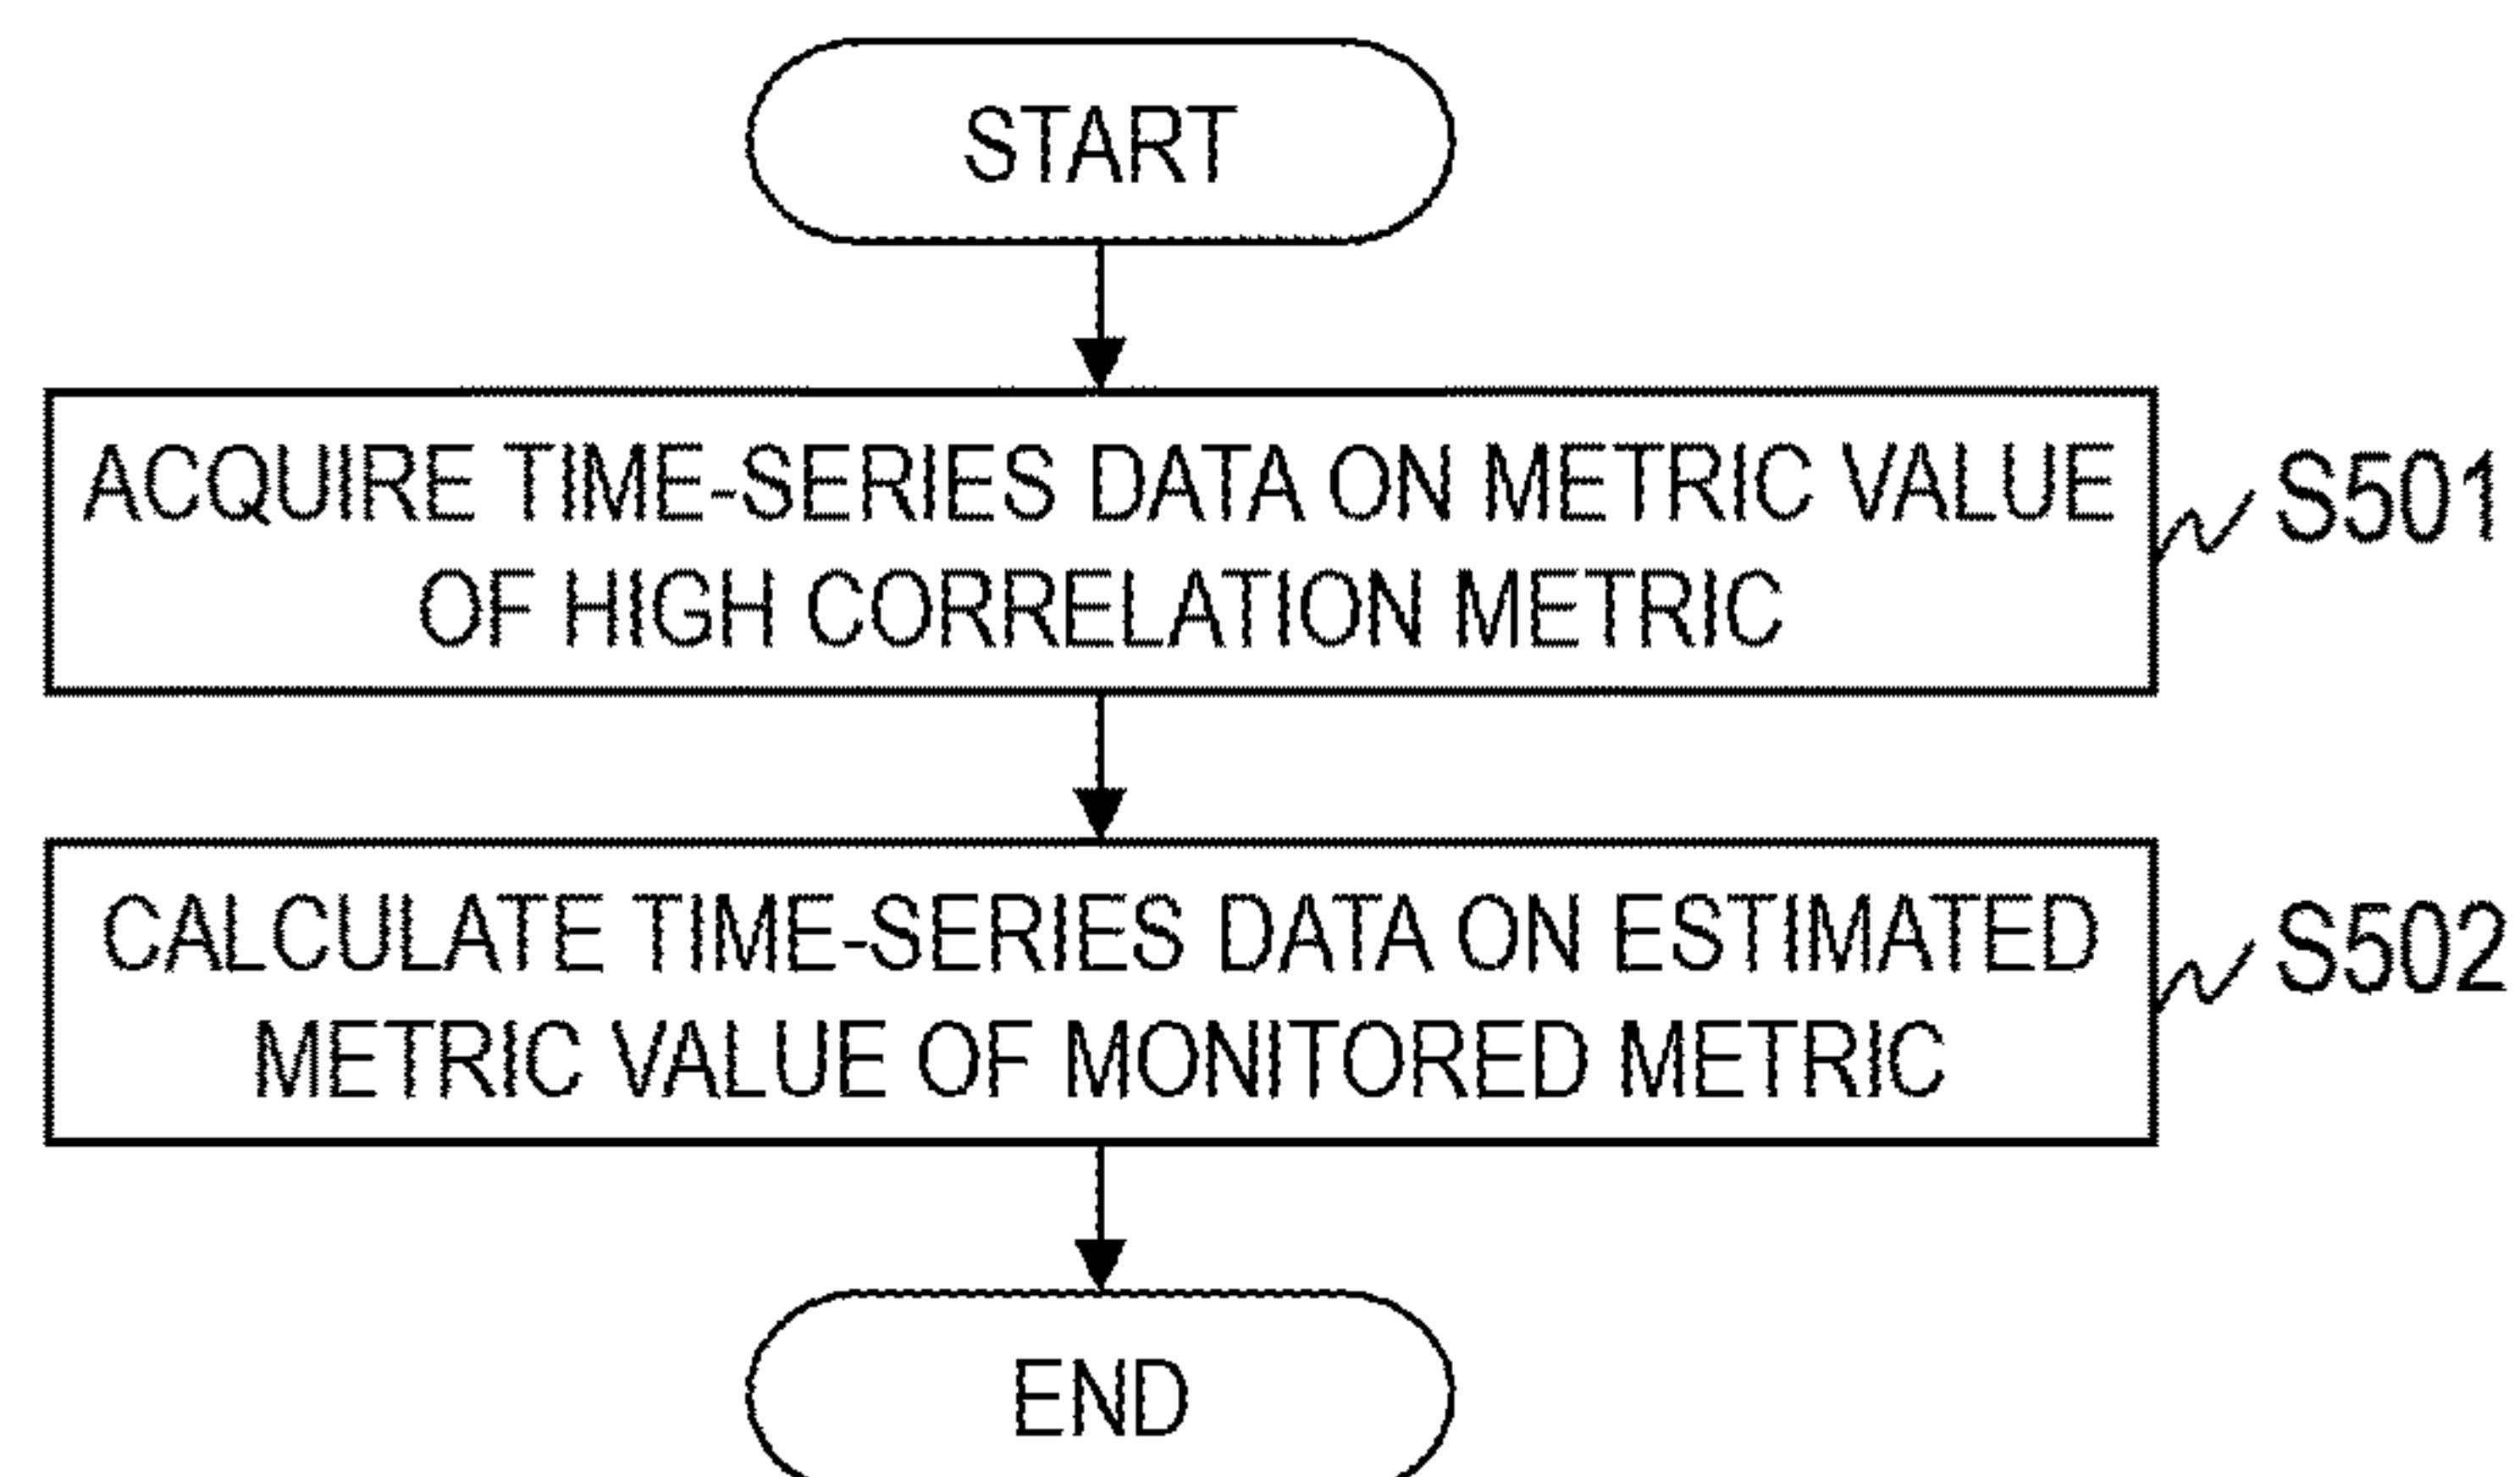 START
ACQUIRE TIME-SERIES DATA ON METRIC VALUE
OF HIGH CORRELATION METRIC
S501
CALCULATE TIME-SERIES DATA ON ESTIMATED
METRIC VALUE OF MONITORED METRIC
S502
END